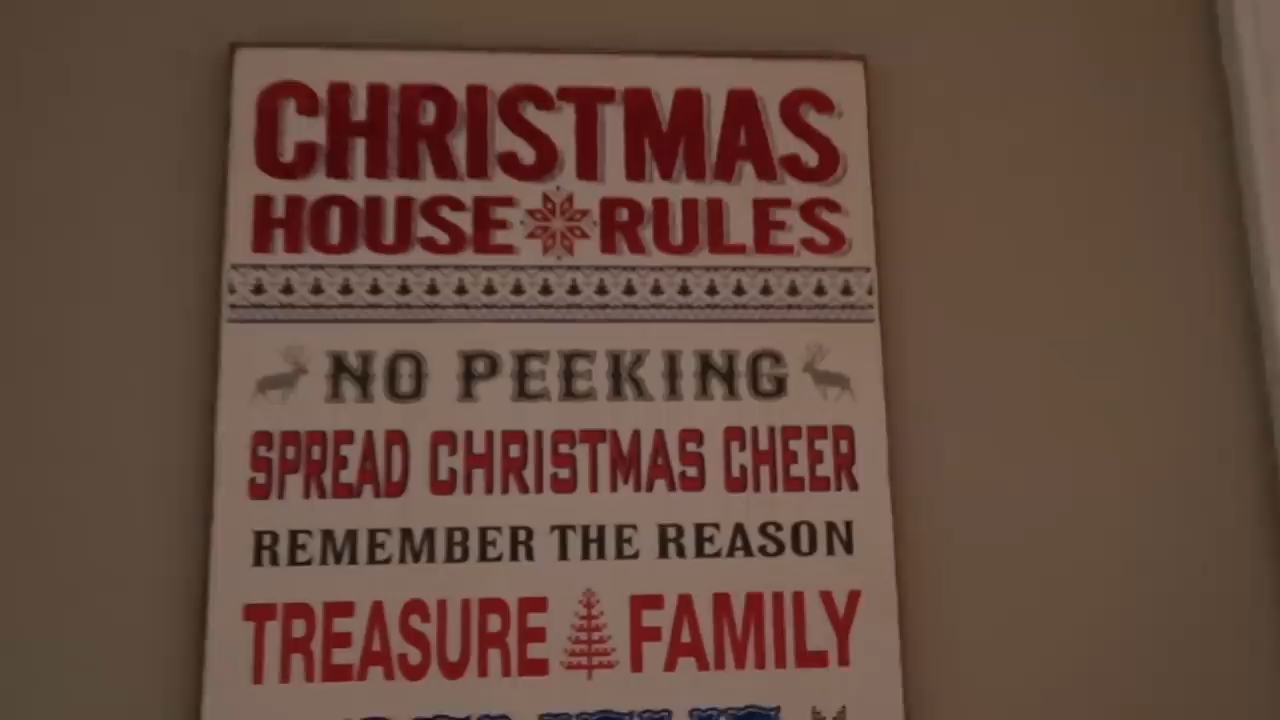 CHRISTMAS
HOUSE RULES
NO PEEKING
SPREAD CHRISTMAS CHEER
REMEMBER THE REASON
TREASURE FAMILY